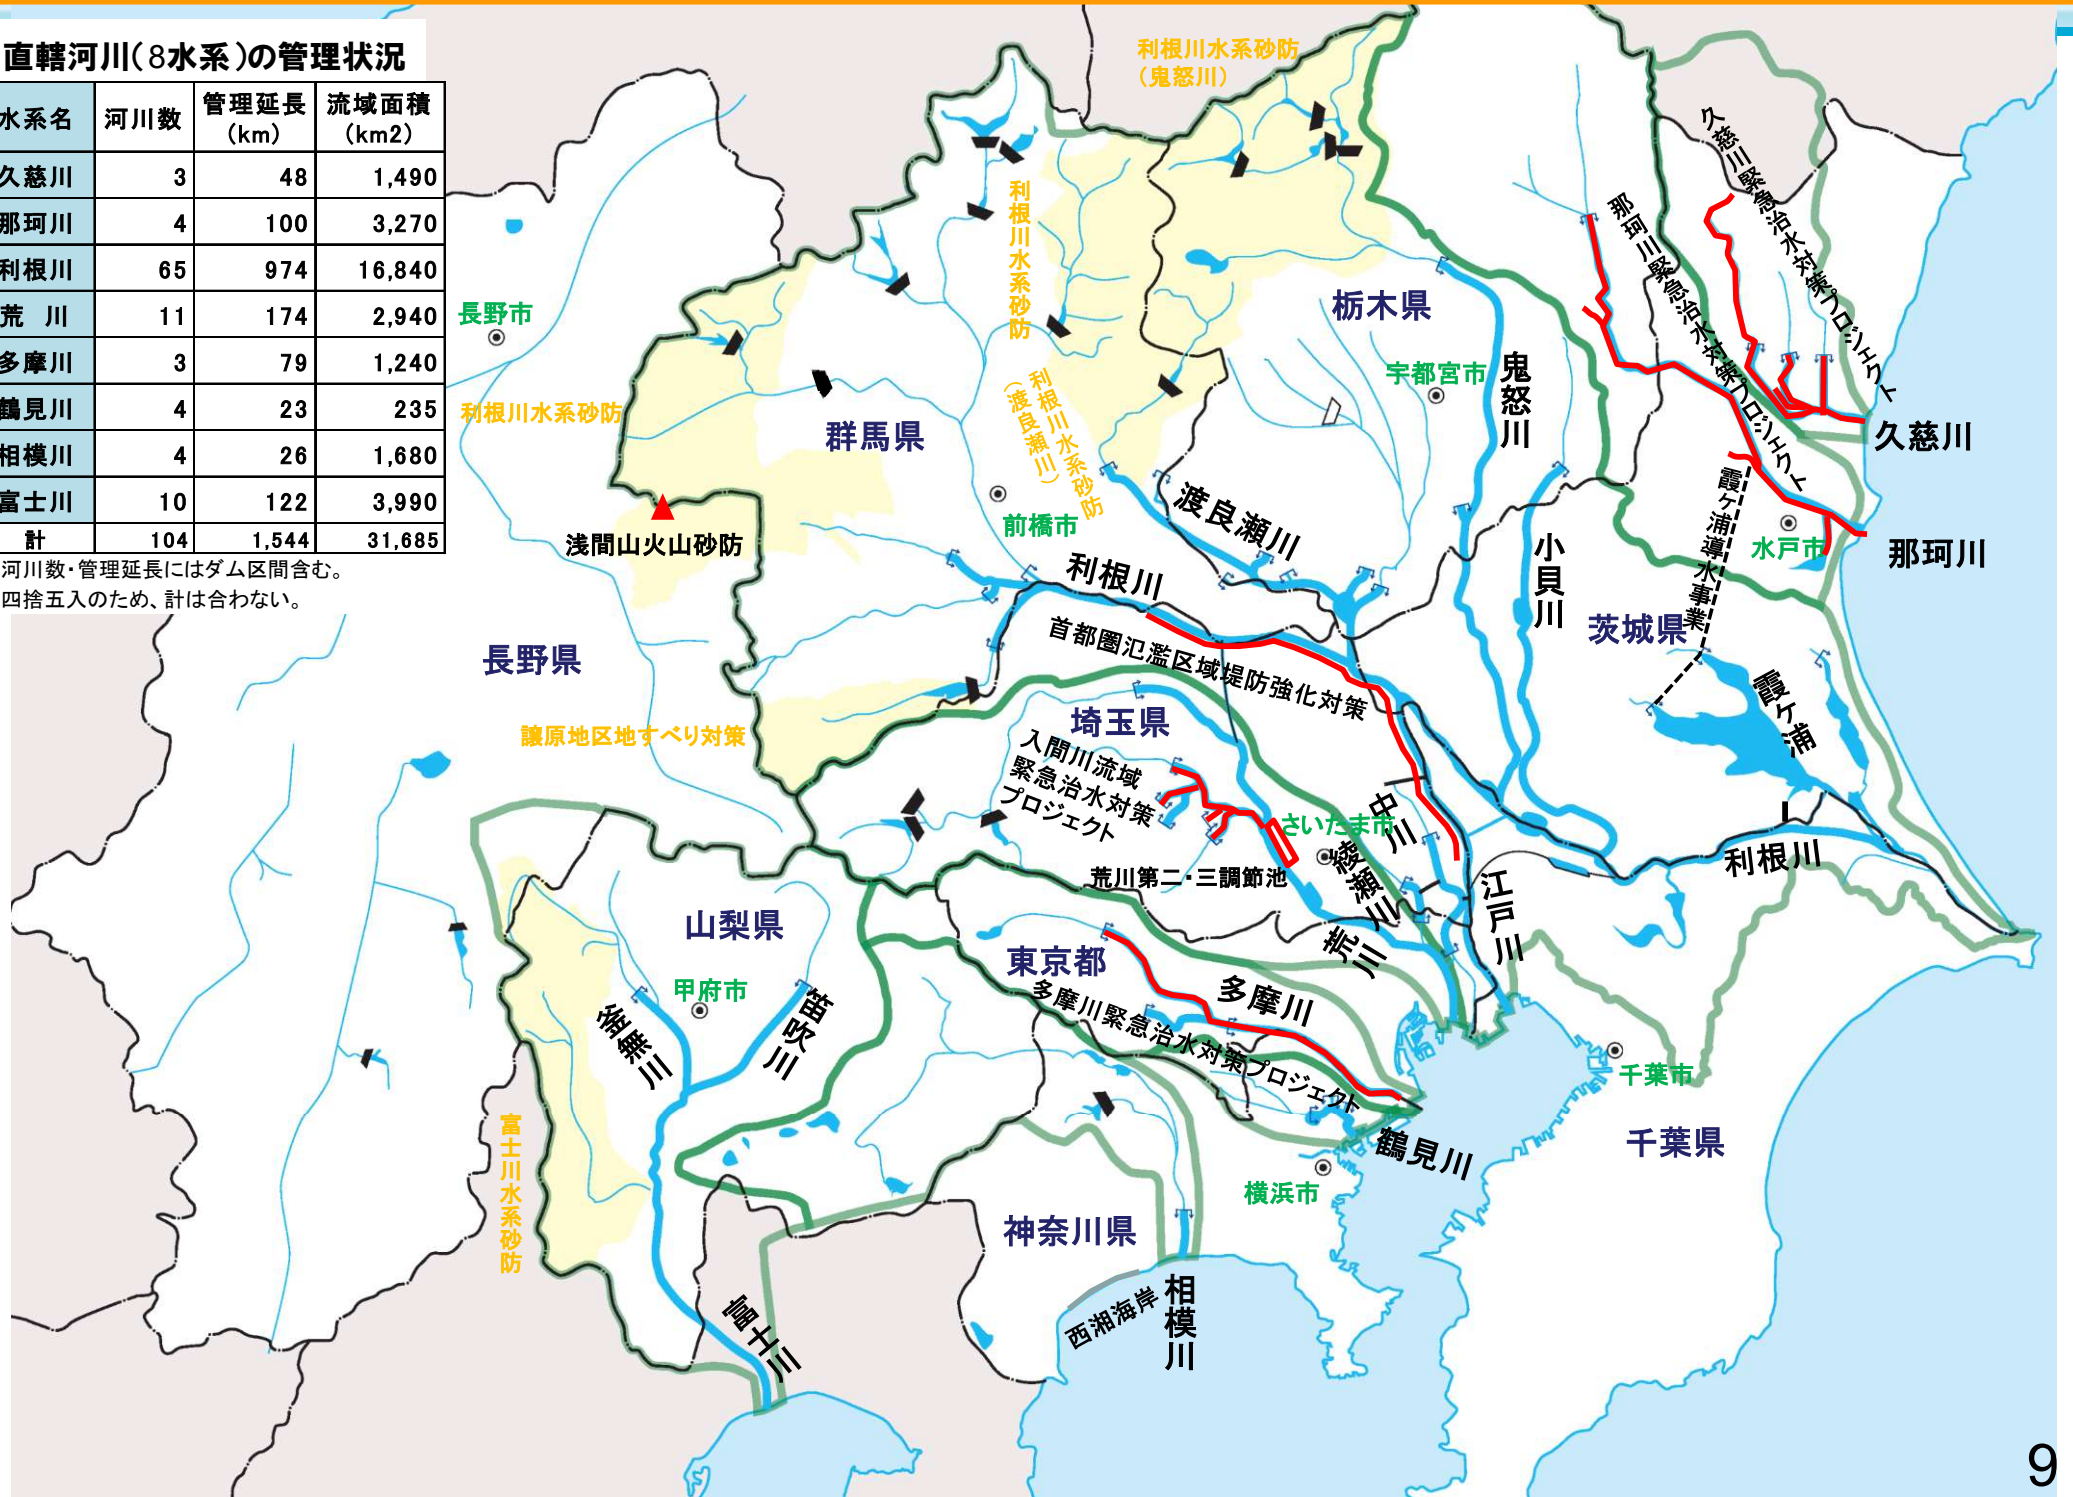 直轄河川(8水系)の管理状況
水系名 河川数 管理延長(km) 流域面積(km2)
久慈川 3 48 1,490
那珂川 4 100 3,270
利根川 65 974 16,840
荒 川 11 174 2,940
多摩川 3 79 1,240
鶴見川 4 23 235
相模川 4 26 1,680
富士川 10 122 3,990
計 104 1,544 31,685
河川数・管理延長にはダム区間含む。
四捨五入のため、計は合わない。
利根川水系砂防
(鬼怒川)
久慈川緊急治水対策プロジェクト
那珂川緊急治水対策プロジェクト
利根川水系砂防
長野市
栃木県
宇都宮市
鬼怒川
利根川水系砂防
利根川水系砂防
(渡良瀬川)
群馬県
久慈川
前橋市
渡良瀬川
霞ヶ浦導水事業
水戸市
那珂川
浅間山火山砂防
利根川
小貝川
茨城県
首都圏氾濫区域堤防強化対策
長野県
霞ヶ浦
譲原地区地すべり対策
埼玉県
入間川流域
緊急治水対策
プロジェクト
さいたま市
中川
綾瀬川
利根川
荒川第二・三調節池
江戸川
荒川
山梨県
東京都
甲府市
釜無川
笛吹川
多摩川
多摩川緊急治水対策プロジェクト
千葉市
千葉県
鶴見川
横浜市
富士川水系砂防
神奈川県
相模川
西湘海岸
富士川
9